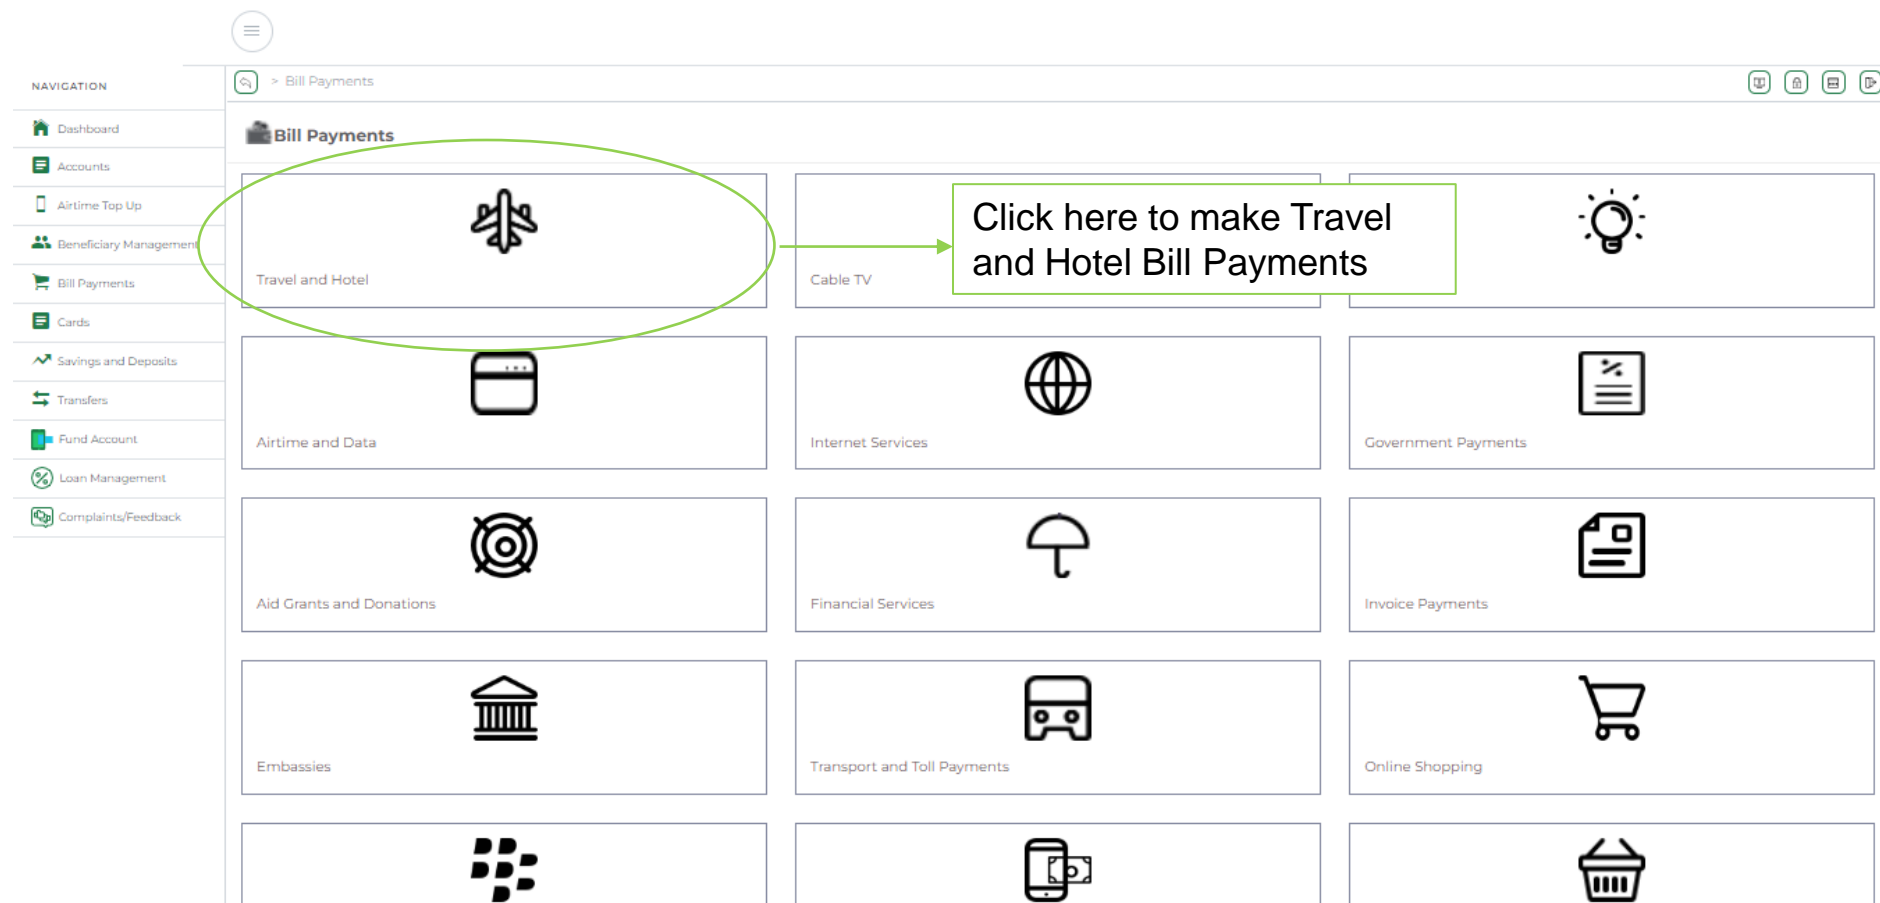 NAVIGATION
> Bill Payments
Dashboard
Accounts
Airtime Top Up
Beneficiary Management
Bill Payments
Cards
Savings and Deposits
Transfers
Fund Account
Loan Management
Complaints/Feedback
Bill Payments
Travel and Hotel
Cable TV
Click here to make Travel
and Hotel Bill Payments
Airtime and Data
Internet Services
Government Payments
Aid Grants and Donations
Financial Services
Invoice Payments
Embassies
Transport and Toll Payments
Online Shopping